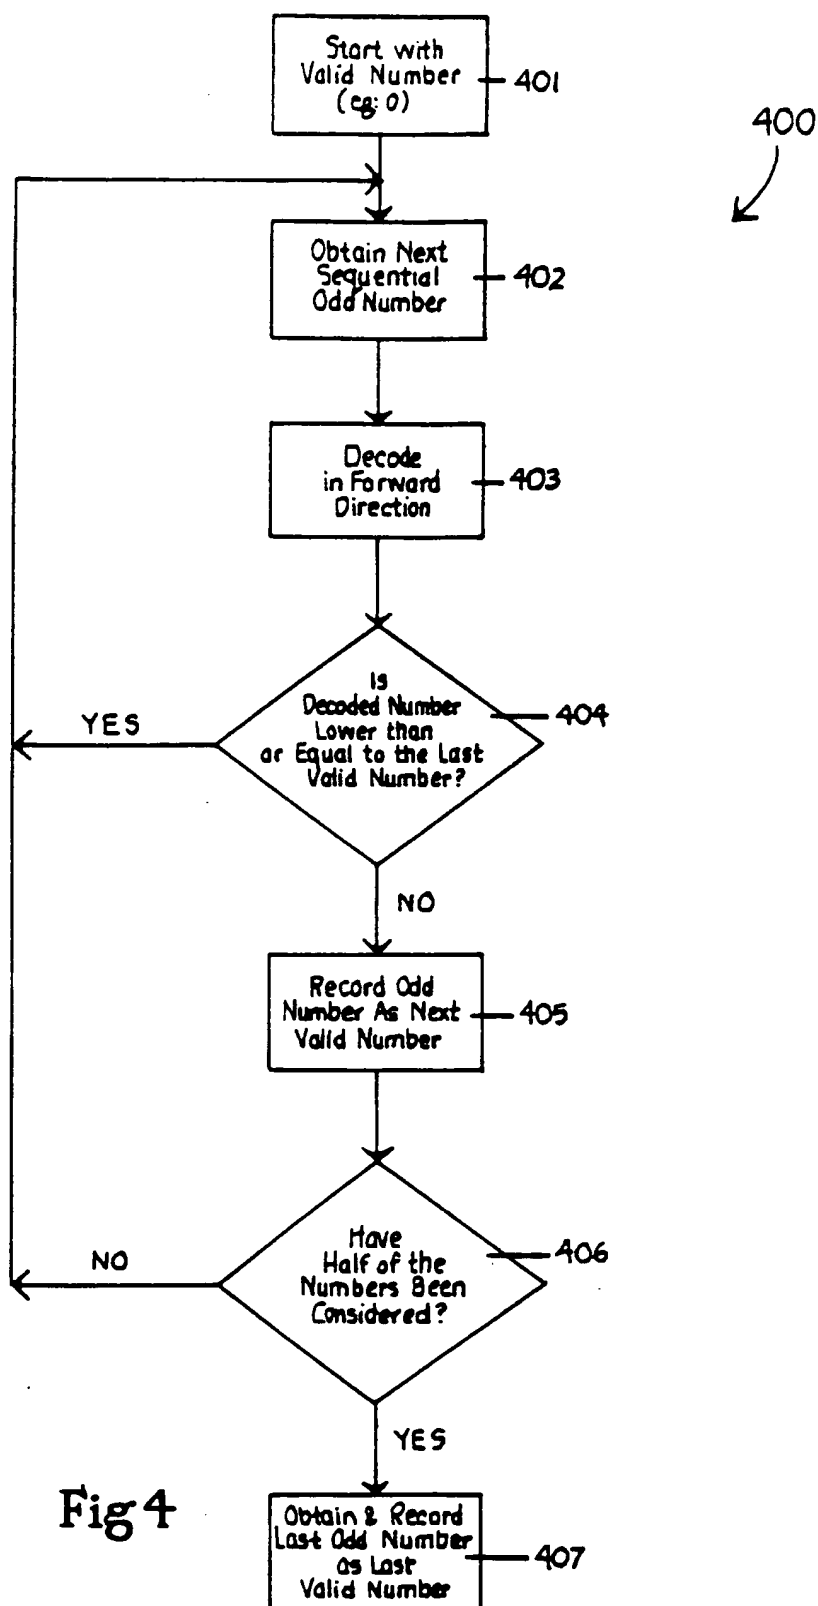 Start with
Valid Number
(eg: 0)
401
400
Obtain Next
Sequential
Odd Number
402
Decode
in Forward
Direction
403
Is
Decoded Number
Lower than
or Equal to the Last
Valid Number?
404
YES
NO
Record Odd
Number As Next
Valid Number
405
Have
Half of the
Numbers Been
Considered?
406
NO
YES
Fig 4
Obtain & Record
Last Odd Number
as Last
Valid Number
407